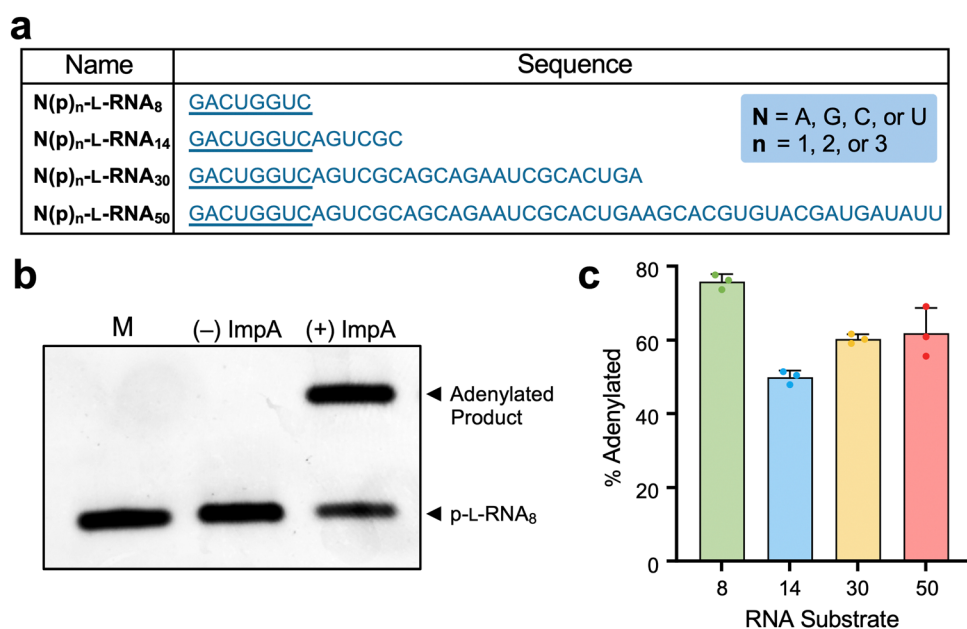 a
Name Sequence
N(p)n-L-RNA8 GACUGGUC
N(p)n-L-RNA14 GACUGGUCAGUCGC
N(p)n-L-RNA30 GACUGGUCAGUCGCAGCAGAAUCGCACUGA
N(p)n-L-RNA50 GACUGGUCAGUCGCAGCAGAAUCGCACUGAAGCACGUGUACGAUGAUAUU
N = A, G, C, or U
n = 1, 2, or 3
b
M (–) ImpA (+) ImpA
Adenylated
Product
p-L-RNA8
c
% Adenylated
80
60
40
20
0
8 14 30 50
RNA Substrate